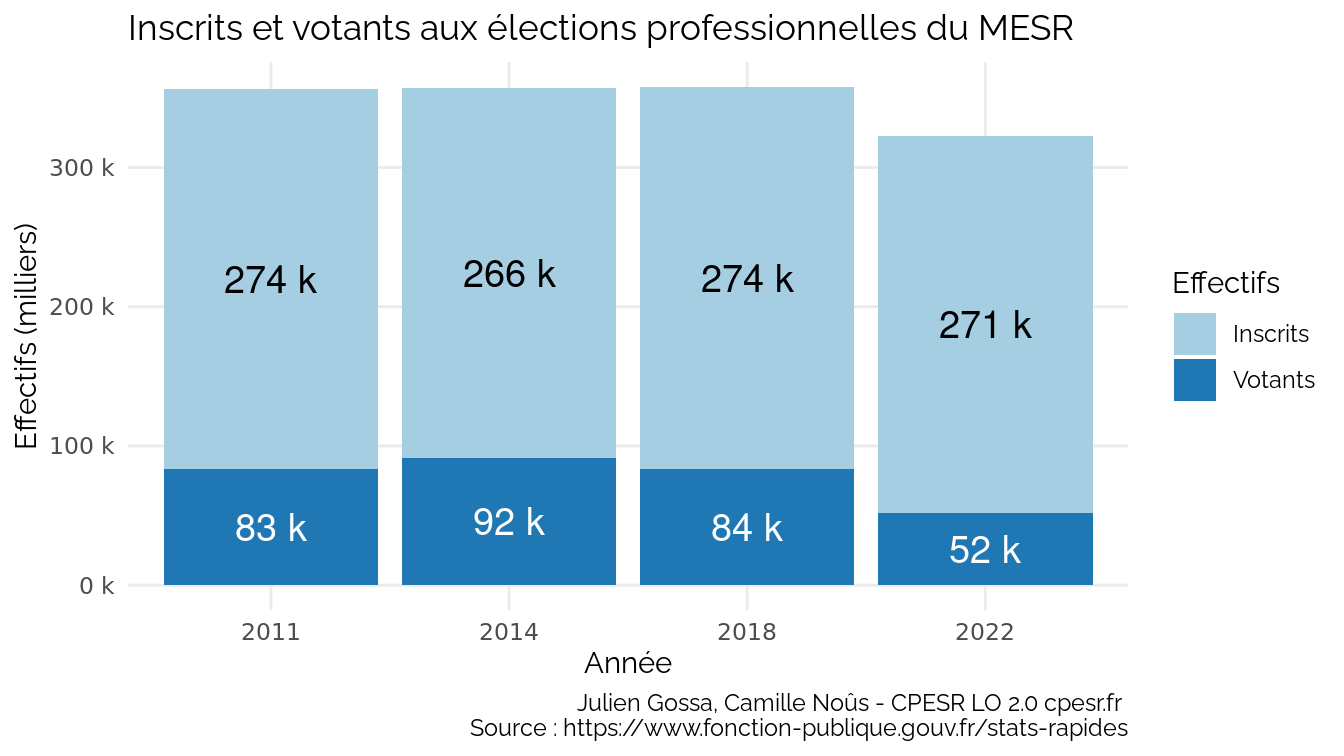 Inscrits et votants aux élections professionnelles du MESR
Effectifs (milliers)
300 k
200 k
100 k
0 k
274 k
266 k
274 k
271 k
83 k
92 k
84 k
52 k
2011
2014
2018
2022
Année
Effectifs
Inscrits
Votants
Julien Gossa, Camille Noûs - CPESR LO 2.0 cpesr.fr
Source : https://www.fonction-publique.gouv.fr/stats-rapides